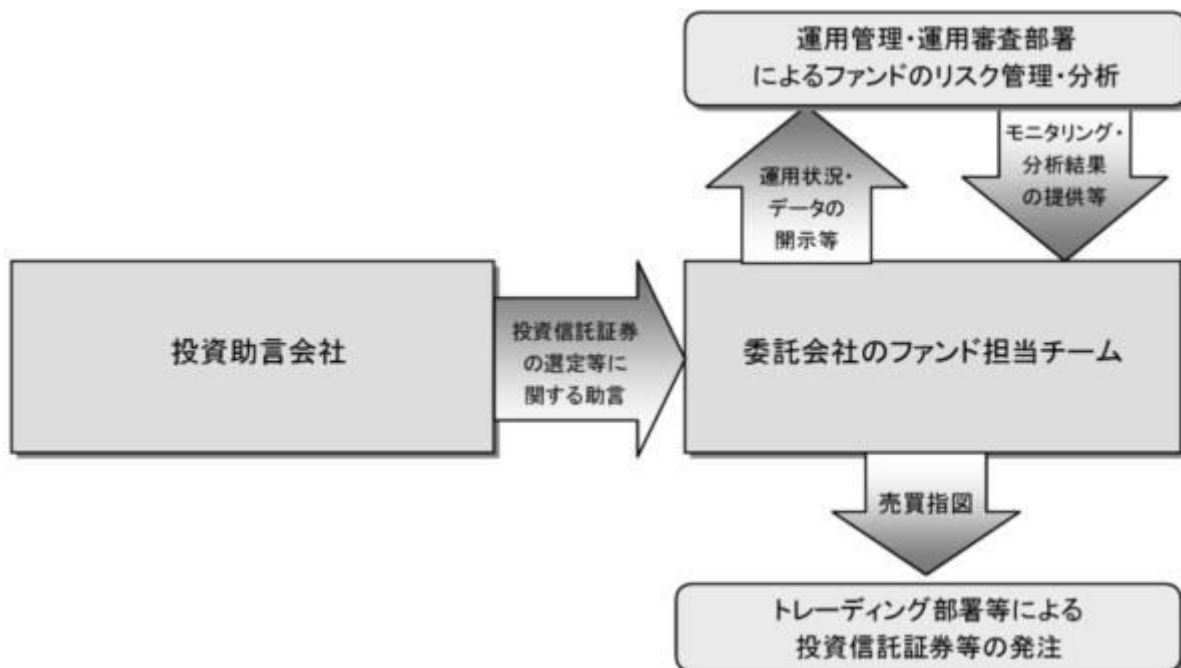 運用管理・運用審査部署
によるファンドのリスク管理・分析
運用状況・
データの
開示等
モニタリング・
分析結果
の提供等
投資助言会社
投資信託証券
の選定等に
関する助言
委託会社のファンド担当チーム
売買指図
トレーディング部署等による
投資信託証券等の発注